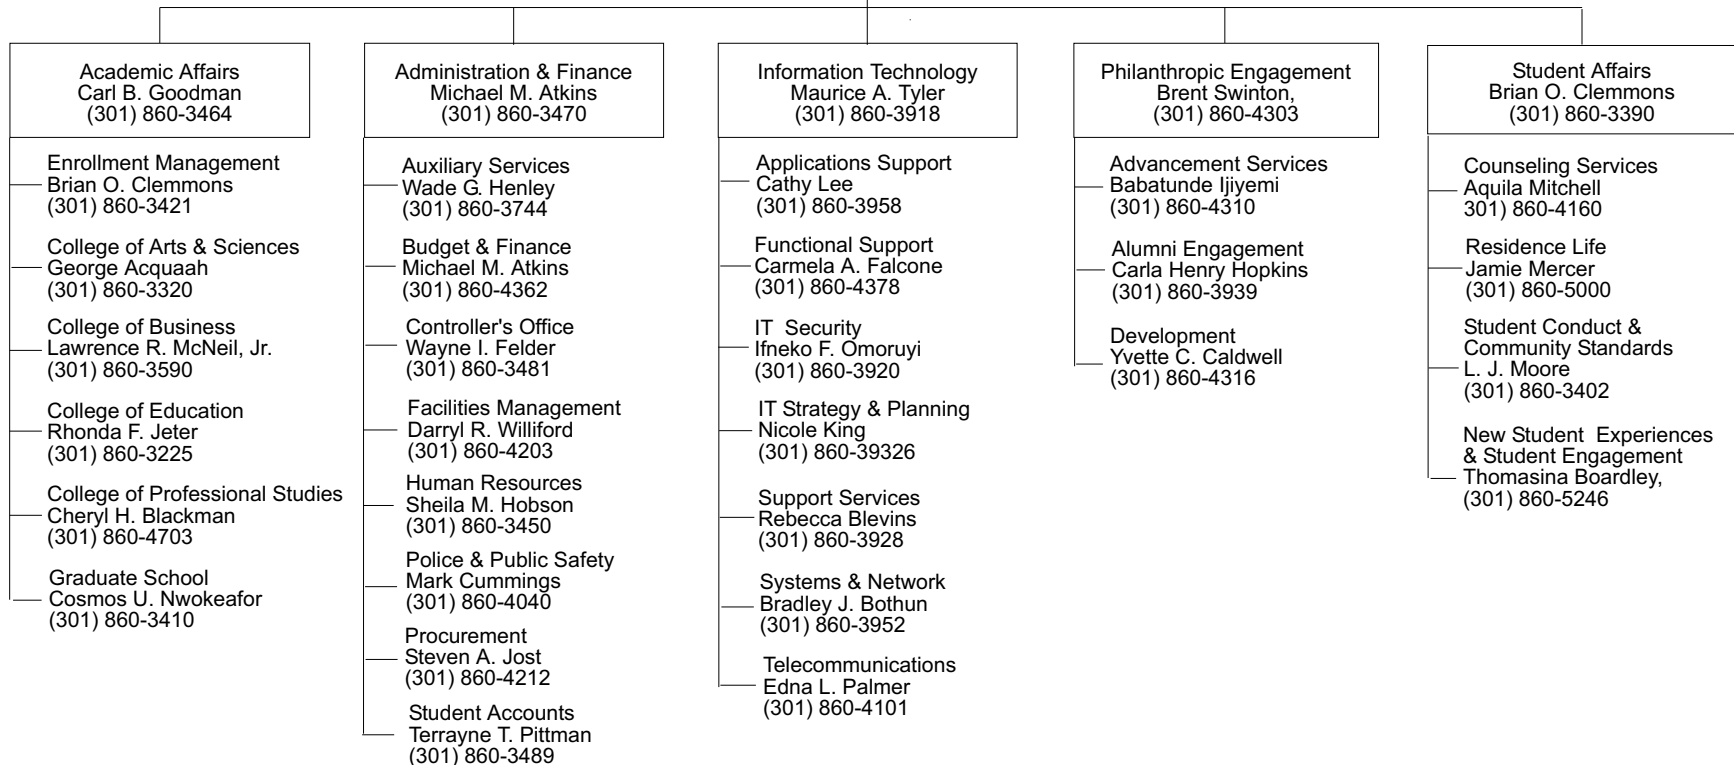 Academic Affairs
Carl B. Goodman
(301) 860-3464
Enrollment Management
Brian O. Clemmons
(301) 860-3421
College of Arts & Sciences
George Acquaah
(301) 860-3320
College of Business
Lawrence R. McNeil, Jr.
(301) 860-3590
College of Education
Rhonda F. Jeter
(301) 860-3225
College of Professional Studies
Cheryl H. Blackman
(301) 860-4703
Graduate School
Cosmos U. Nwokeafor
(301) 860-3410
Administration & Finance
Michael M. Atkins
(301) 860-3470
Auxiliary Services
Wade G. Henley
(301) 860-3744
Budget & Finance
Michael M. Atkins
(301) 860-4362
Controller's Office
Wayne I. Felder
(301) 860-3481
Facilities Management
Darryl R. Williford
(301) 860-4203
Human Resources
Sheila M. Hobson
(301) 860-3450
Police & Public Safety
Mark Cummings
(301) 860-4040
Procurement
Steven A. Jost
(301) 860-4212
Student Accounts
Terrayne T. Pittman
(301) 860-3489
Information Technology
Maurice A. Tyler
(301) 860-3918
Applications Support
Cathy Lee
(301) 860-3958
Functional Support
Carmela A. Falcone
(301) 860-4378
IT Security
Ifneko F. Omoruyi
(301) 860-3920
IT Strategy & Planning
Nicole King
(301) 860-39326
Support Services
Rebecca Blevins
(301) 860-3928
Systems & Network
Bradley J. Bothun
(301) 860-3952
Telecommunications
Edna L. Palmer
(301) 860-4101
Philanthropic Engagement
Brent Swinton,
(301) 860-4303
Advancement Services
Babatunde Ijiyemi
(301) 860-4310
Alumni Engagement
Carla Henry Hopkins
(301) 860-3939
Development
Yvette C. Caldwell
(301) 860-4316
Student Affairs
Brian O. Clemmons
(301) 860-3390
Counseling Services
Aquila Mitchell
301) 860-4160
Residence Life
Jamie Mercer
(301) 860-5000
Student Conduct &
Community Standards
L. J. Moore
(301) 860-3402
New Student Experiences
& Student Engagement
Thomasina Boardley,
(301) 860-5246